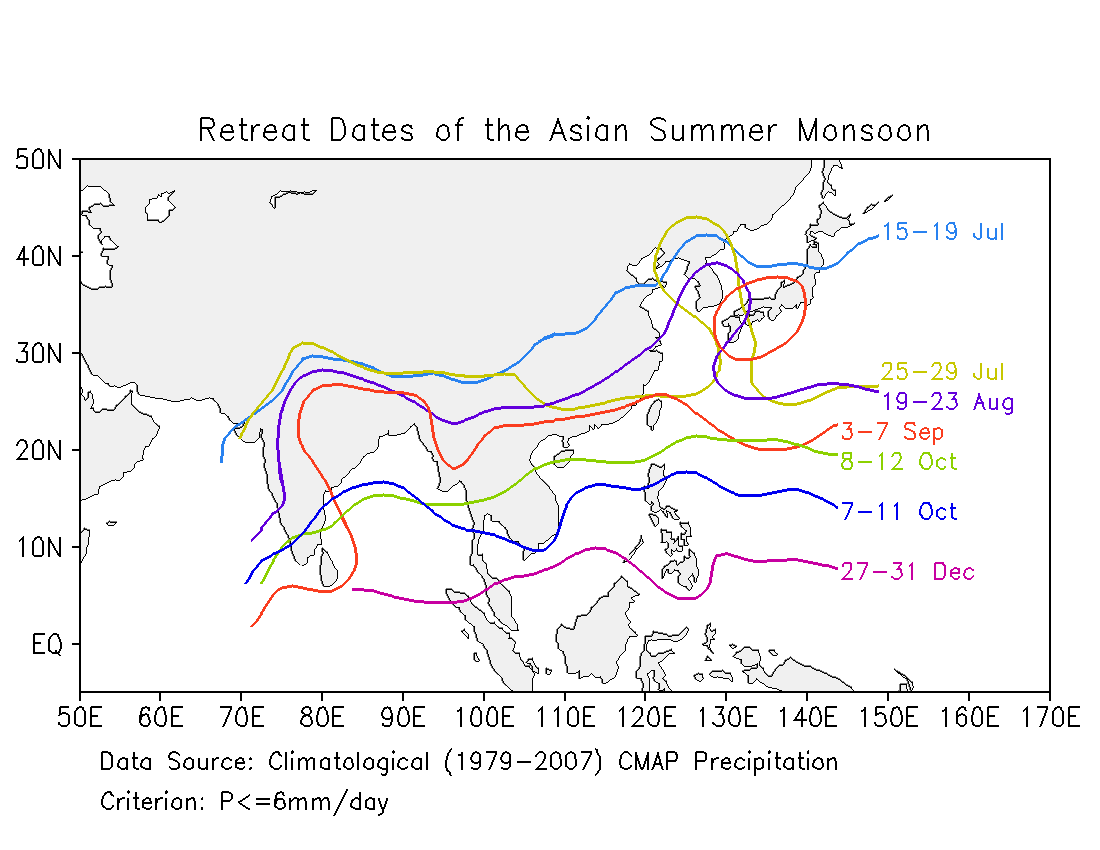 Retreat Dates of the Asian Summer Monsoon
50N
40N
30N
20N
10N
EQ
15-19 Jul
25-29 Jul
19-23 Aug
3-7 Sep
8-12 Oct
7-11 Oct
27-31 Dec
50E 60E 70E 80E 90E 100E 110E 120E 130E 140E 150E 160E 170E
Data Source: Climatological (1979-2007) CMAP Precipitation
Criterion: P<=6mm/day